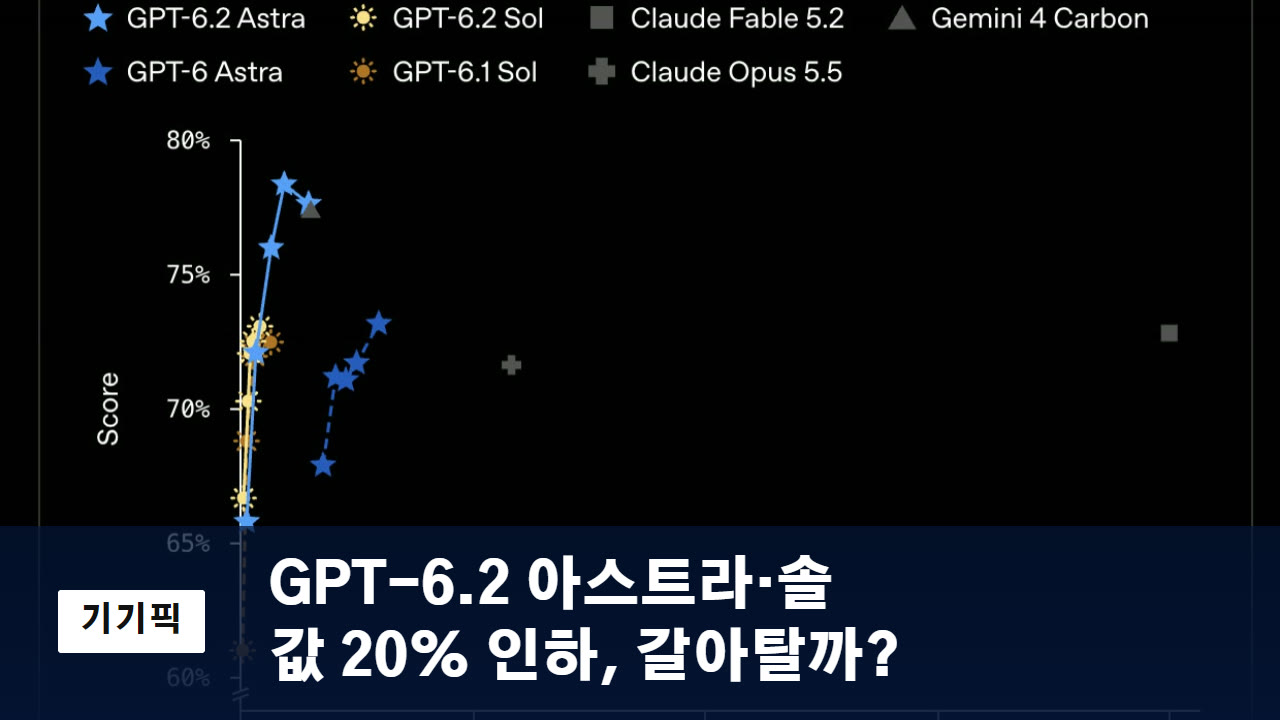 GPT-6.2 Astra GPT-6.2 Sol Claude Fable 5.2 Gemini 4 Carbon
GPT-6 Astra GPT-6.1 Sol Claude Opus 5.5
80%
75%
70%
65%
60%
Score
기기픽
GPT-6.2 아스트라·솔
값 20% 인하, 갈아탈까?